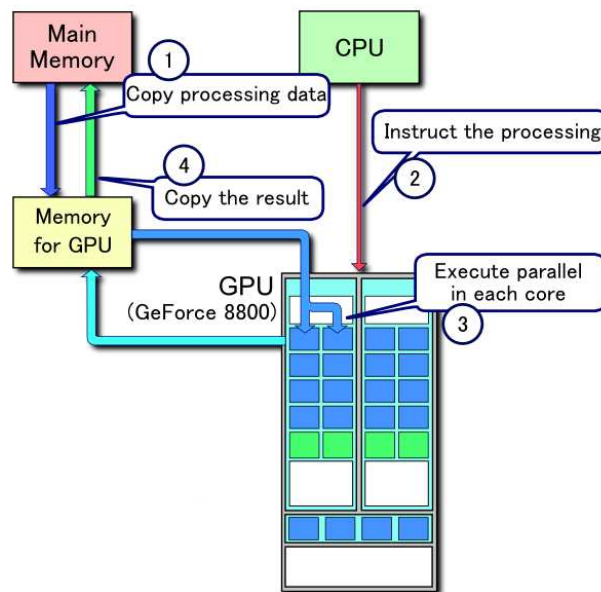 Main
Memory
1
Copy processing data
CPU
Instruct the processing
2
4
Copy the result
Memory
for GPU
GPU
(GeForce 8800)
Execute parallel
in each core
3